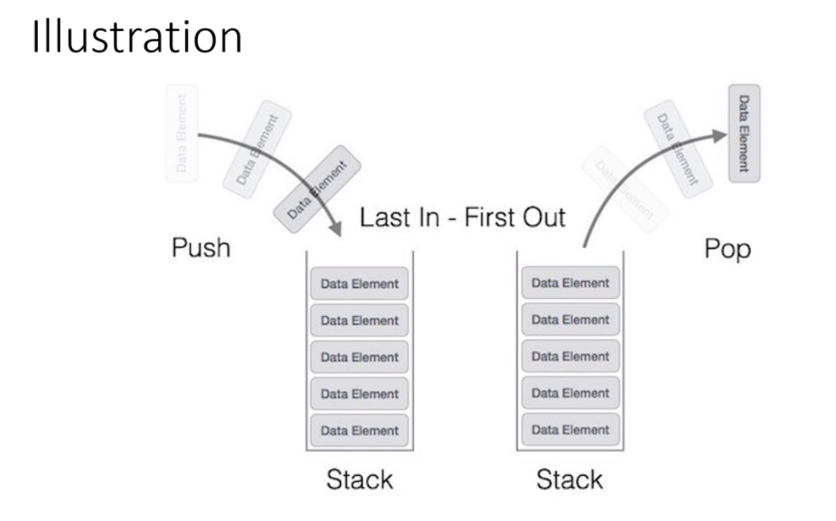 Illustration
Data Element
Data Element
Data Element
Data Element
Data Element
Data Element
Last In - First Out
Push
Pop
Data Element
Data Element
Data Element
Data Element
Data Element
Stack
Data Element
Data Element
Data Element
Data Element
Data Element
Stack